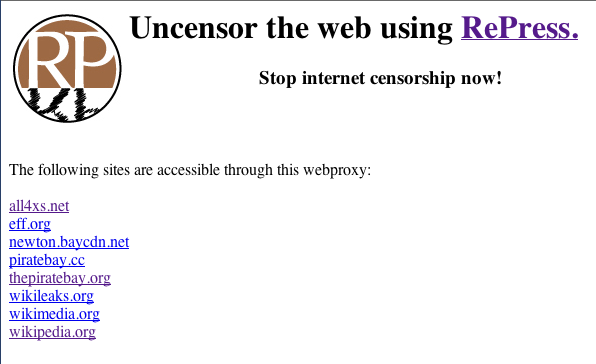 Uncensor the web using RePress.
Stop internet censorship now!
RP
The following sites are accessible through this webproxy:
all4xs.net
eff.org
newton.baycdn.net
piratebay.cc
thepiratebay.org
wikileaks.org
wikimedia.org
wikipedia.org